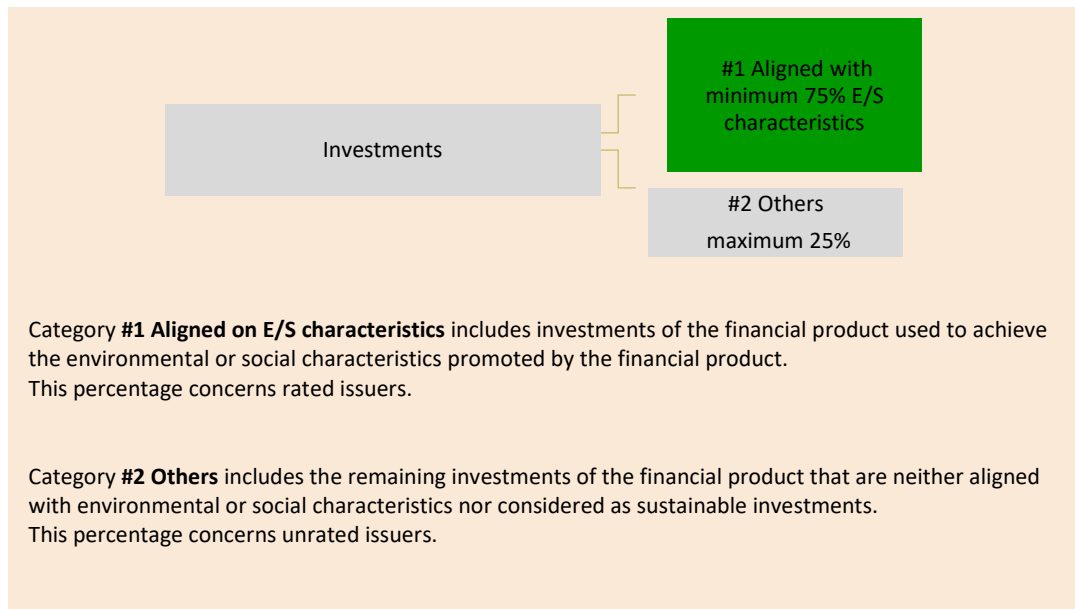 #1 Aligned with
minimum 75% E/S
characteristics
Investments
#2 Others
maximum 25%
Category #1 Aligned on E/S characteristics includes investments of the financial product used to achieve
the environmental or social characteristics promoted by the financial product.
This percentage concerns rated issuers.
Category #2 Others includes the remaining investments of the financial product that are neither aligned
with environmental or social characteristics nor considered as sustainable investments.
This percentage concerns unrated issuers.